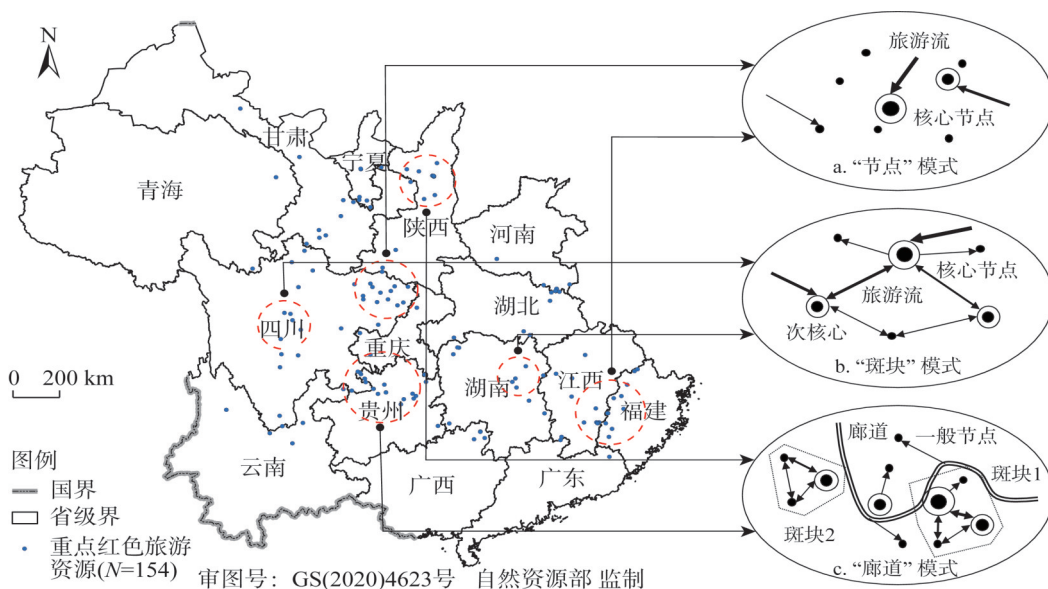 N
甘肃
宁夏
青海
陕西
河南
湖北
四川
重庆
0 200 km
湖南
江西
贵州
福建
云南
广西
广东
图例
国界
省级界
重点红色旅游
资源(N=154)
审图号：GS(2020)4623号 自然资源部 监制
旅游流
核心节点
a. “节点” 模式
核心节点
旅游流
次核心
b. “斑块” 模式
廊道
一般节点
斑块1
斑块2
c. “廊道” 模式